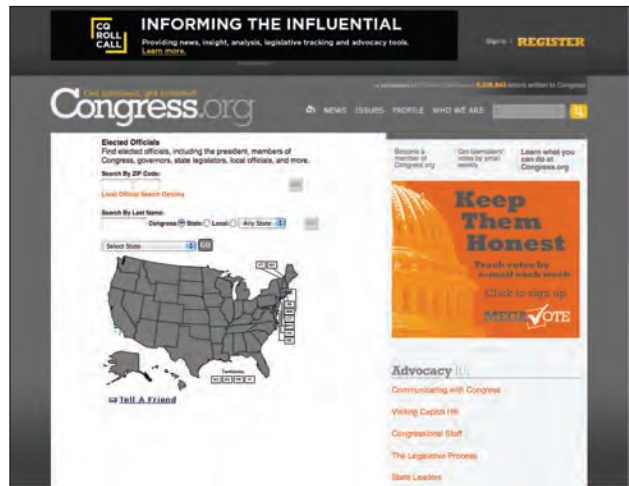 CQ
ROLL
CALL
INFORMING THE INFLUENTIAL
Providing news, insight, analysis, legislative tracking and advocacy tools.
Learn more.
Sign In | REGISTER
letters written to Congress
Congress.org
NEWS ISSUES PROFILE WHO WE ARE
Elected Officials
Find elected officials, including the president, members of
Congress, governors, state legislators, local officials, and more.
Search By ZIP Code:
Local Official Search Options
Search By Last Name:
Congress State Local Any State
Select State GO
Territories
Tell A Friend
Become a
member of
Congress.org
Get lawmakers'
votes by email
weekly
Learn what you
can do at
Congress.org
Keep
Them
Honest
Track votes by
e-mail each week
Click to sign up
MEGAVOTE
Advocacy
Communicating with Congress
Visiting Capitol Hill
Congressional Staff
The Legislative Process
State Leaders